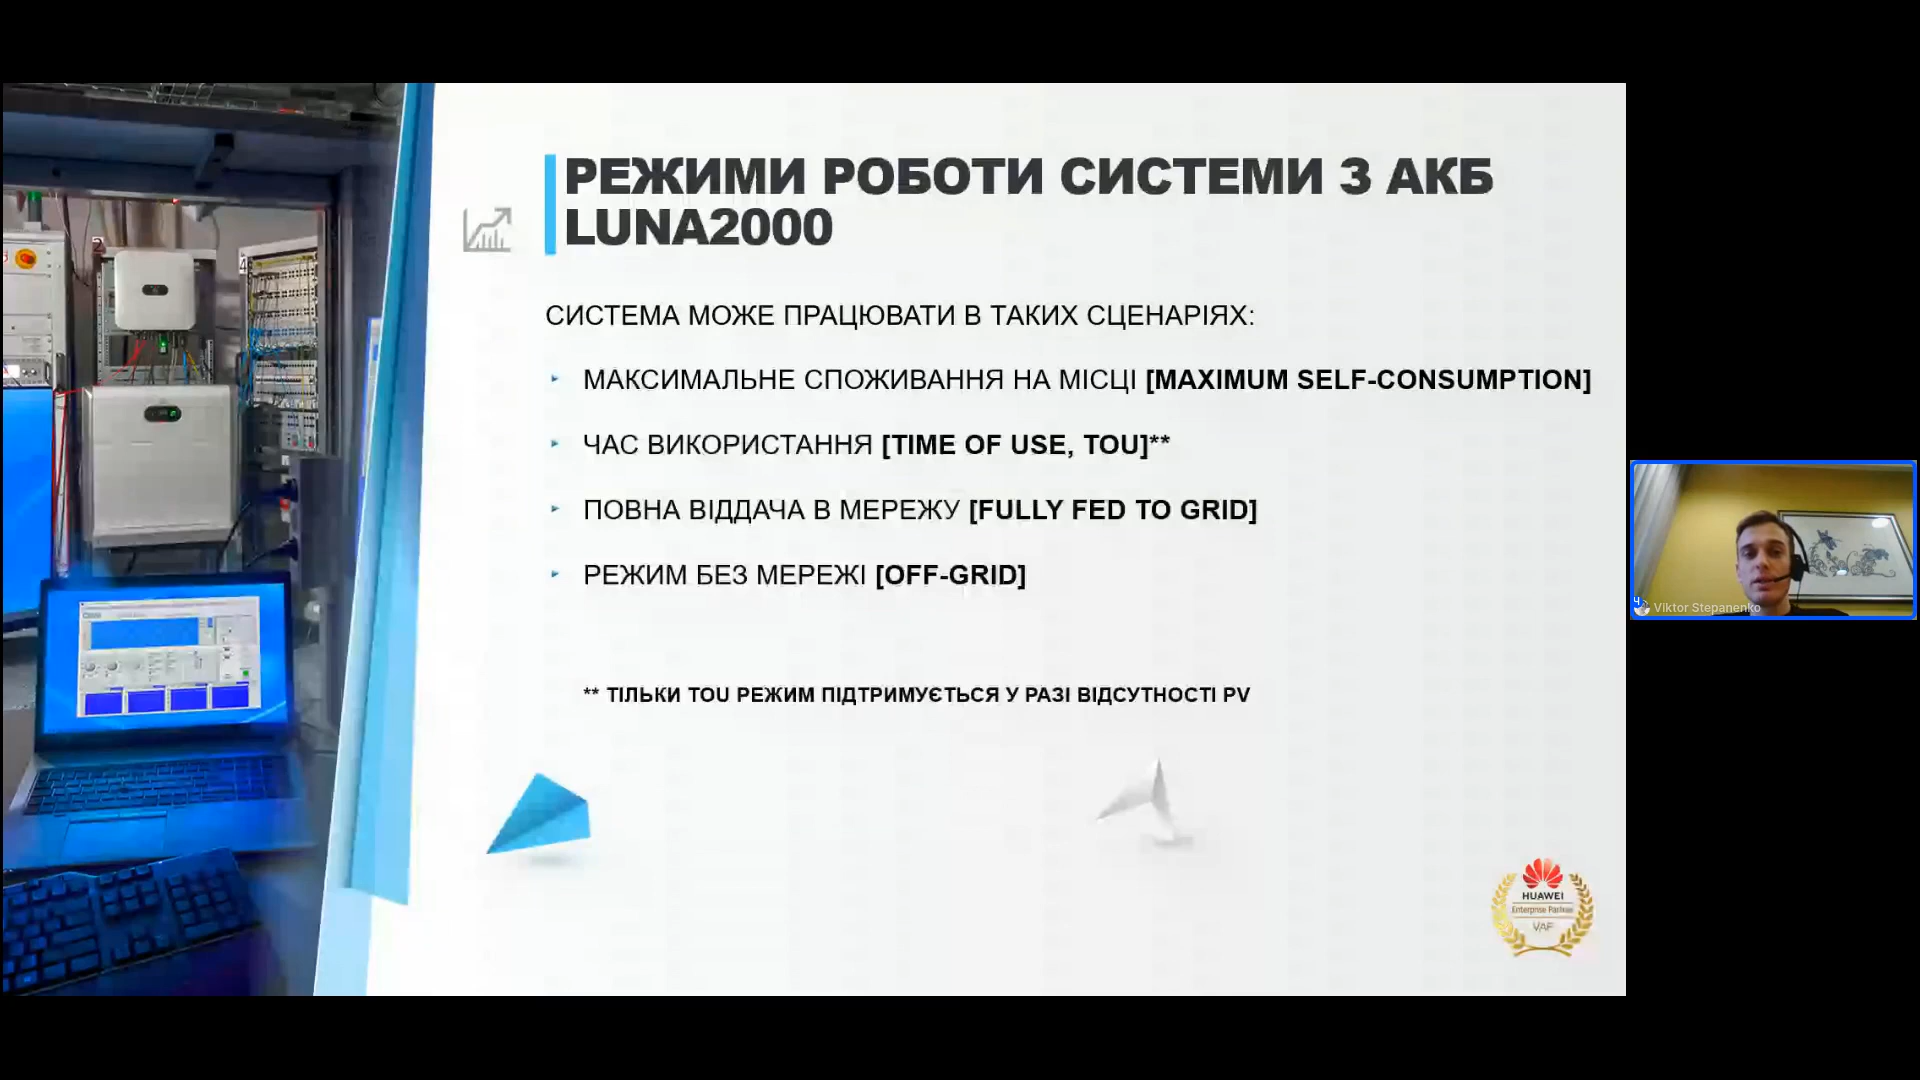 РЕЖИМИ РОБОТИ СИСТЕМИ З АКБ
LUNA2000
СИСТЕМА МОЖЕ ПРАЦЮВАТИ В ТАКИХ СЦЕНАРІЯХ:
МАКСИМАЛЬНЕ СПОЖИВАННЯ НА МІСЦІ [MAXIMUM SELF-CONSUMPTION]
ЧАС ВИКОРИСТАННЯ [TIME OF USE, TOU]**
ПОВНА ВІДДАЧА В МЕРЕЖУ [FULLY FED TO GRID]
РЕЖИМ БЕЗ МЕРЕЖІ [OFF-GRID]
** ТІЛЬКИ TOU РЕЖИМ ПІДТРИМУЄТЬСЯ У РАЗІ ВІДСУТНОСТІ PV
HUAWEI
Enterprise Partner
Viktor Stepanenko